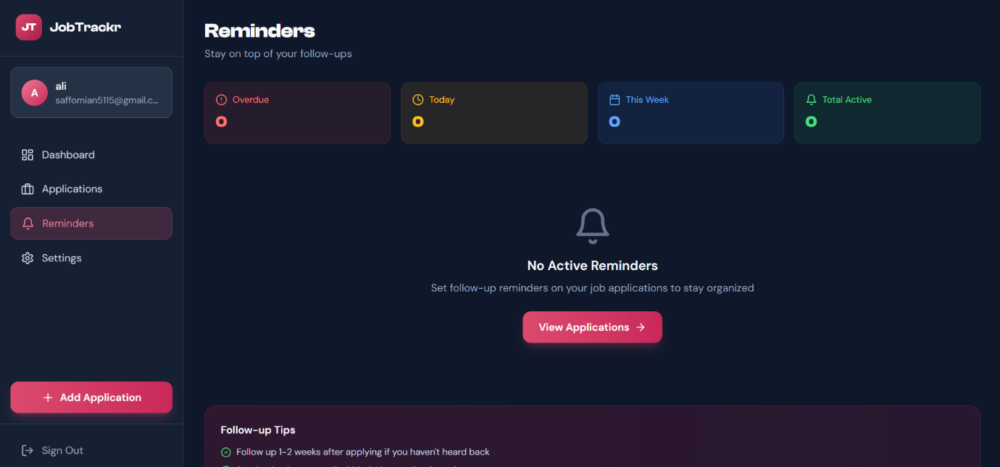 JT JobTrackr
A
ali
saffomian5115@gmail.c...
Dashboard
Applications
Reminders
Settings
+ Add Application
Sign Out
Reminders
Stay on top of your follow-ups
Overdue
0
Today
0
This Week
0
Total Active
0
No Active Reminders
Set follow-up reminders on your job applications to stay organized
View Applications →
Follow-up Tips
Follow up 1-2 weeks after applying if you haven't heard back